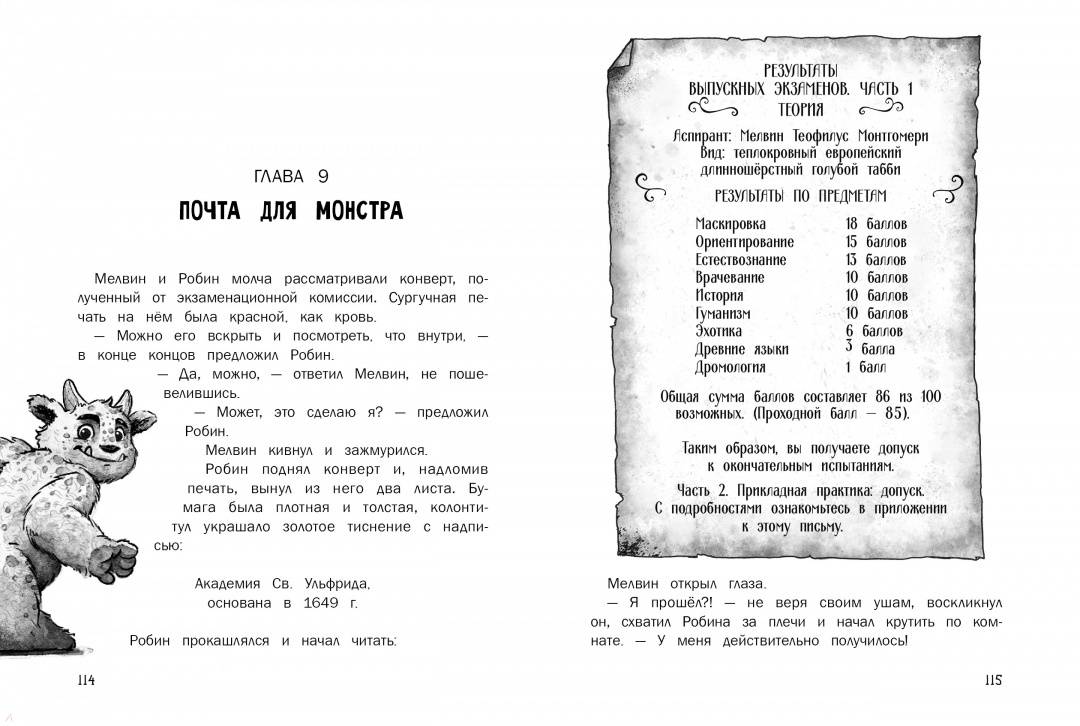 ГЛАВА 9
ПОЧТА ДЛЯ МОНСТРА
Мелвин и Робин молча рассматривали конверт, по-
лученный от экзаменационной комиссии. Сургучная пе-
чать на нём была красной, как кровь.
— Можно его вскрыть и посмотреть, что внутри, —
в конце концов предложил Робин.
— Да, можно, — ответил Мелвин, не поше-
велившись.
— Может, это сделаю я? — предложил
Робин.
Мелвин кивнул и зажмурился.
Робин поднял конверт и, надломив
печать, вынул из него два листа. Бу-
мага была плотная и толстая, колонти-
тул украшало золотое тиснение с надпи-
сью:
Академия Св. Ульфрида,
основана в 1649 г.
Робин прокашлялся и начал читать:
114
РЕЗУЛЬТАТЫ
ВЫПУСКНЫХ ЭКЗАМЕНОВ. ЧАСТЬ 1
ТЕОРИЯ
Аспирант: Мелвин Теофилус Монтгомери
Вид: теплокровный европейский
длинношёрстный голубой табби
РЕЗУЛЬТАТЫ ПО ПРЕДМЕТАМ
Маскировка 18 баллов
Ориентирование 15 баллов
Естествознание 13 баллов
Врачевание 10 баллов
История 10 баллов
Гуманизм 10 баллов
Эхотика 6 баллов
Древние языки 3 балла
Дромология 1 балл
Общая сумма баллов составляет 86 из 100
возможных. (Проходной балл — 85).
Таким образом, вы получаете допуск
к окончательным испытаниям.
Часть 2. Прикладная практика: допуск.
С подробностями ознакомьтесь в приложении
к этому письму.
Мелвин открыл глаза.
— Я прошёл?! — не веря своим ушам, воскликнул
он, схватил Робина за плечи и начал крутить по ком-
нате. — У меня действительно получилось!
115